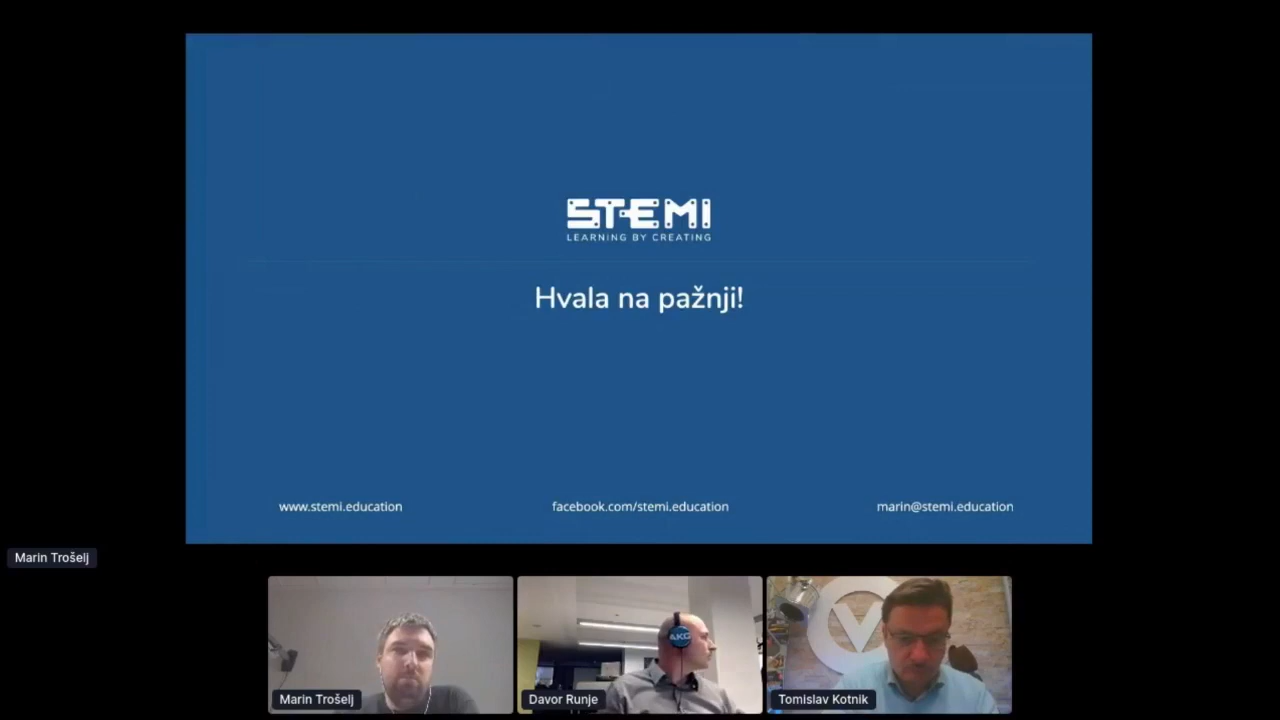 STEMI
LEARNING BY CREATING
Hvala na pažnji!
www.stemi.education
facebook.com/stemi.education
marin@stemi.education
Marin Trošelj
AKG
Marin Trošelj
Davor Runje
Tomislav Kotnik